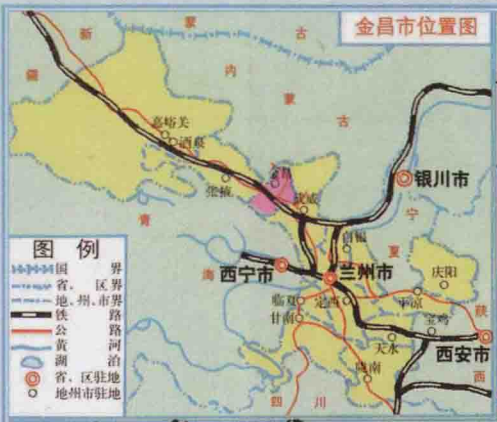 金昌市位置图
新
疆
蒙
古
内
蒙
古
嘉峪关
酒泉
张掖
金昌
武威
银川市
宁
夏
青
海
白银
西宁市
兰州市
庆阳
临夏
定西
平凉
甘南
宝鸡
陕
西
天水
西安市
陇南
四川
图例
国界
省、区界
地、州、市界
铁路
公路
黄河
湖泊
省、区驻地
地州市驻地